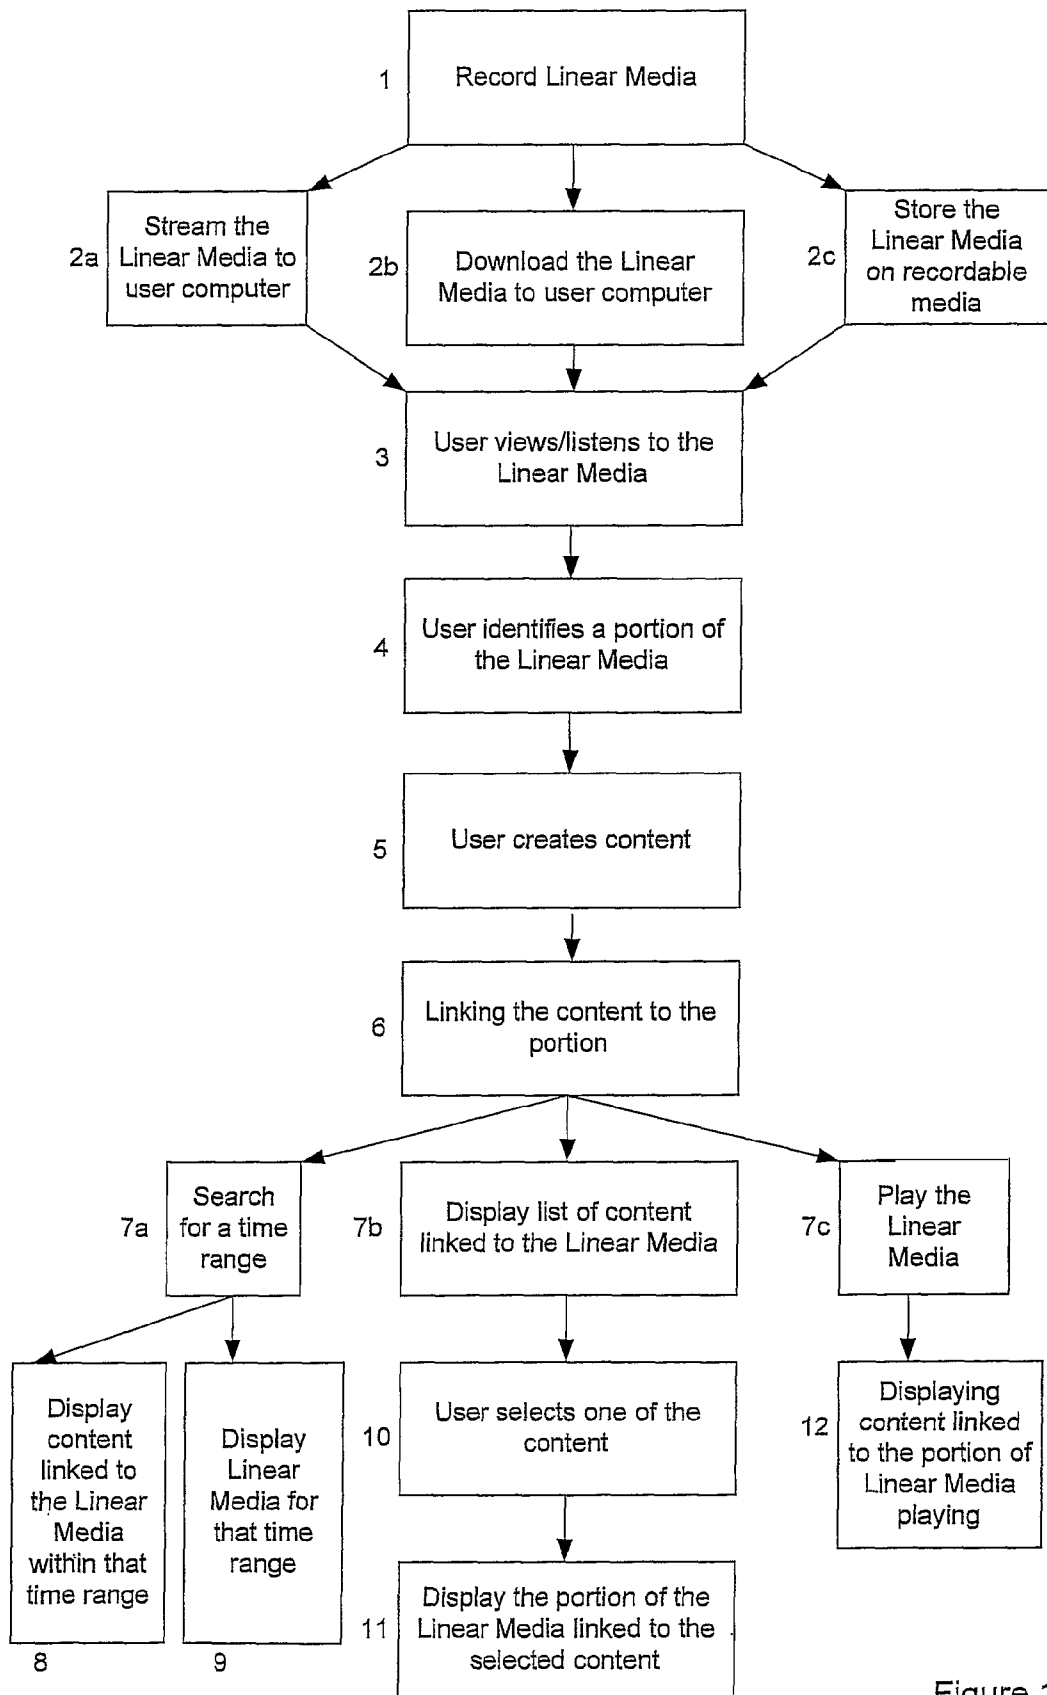 1
Record Linear Media
2a
Stream the
Linear Media to
user computer
2b
Download the Linear
Media to user computer
2c
Store the
Linear Media
on recordable
media
3
User views/listens to the
Linear Media
4
User identifies a portion of
the Linear Media
5
User creates content
6
Linking the content to the
portion
7a
Search
for a time
range
7b
Display list of content
linked to the Linear Media
7c
Play the
Linear
Media
Display
content
linked to
the Linear
Media
within that
time range
8
Display
Linear
Media for
that time
range
9
10
User selects one of the
content
12
Displaying
content linked
to the portion of
Linear Media
playing
11
Display the portion of the
Linear Media linked to the
selected content
Figure 1